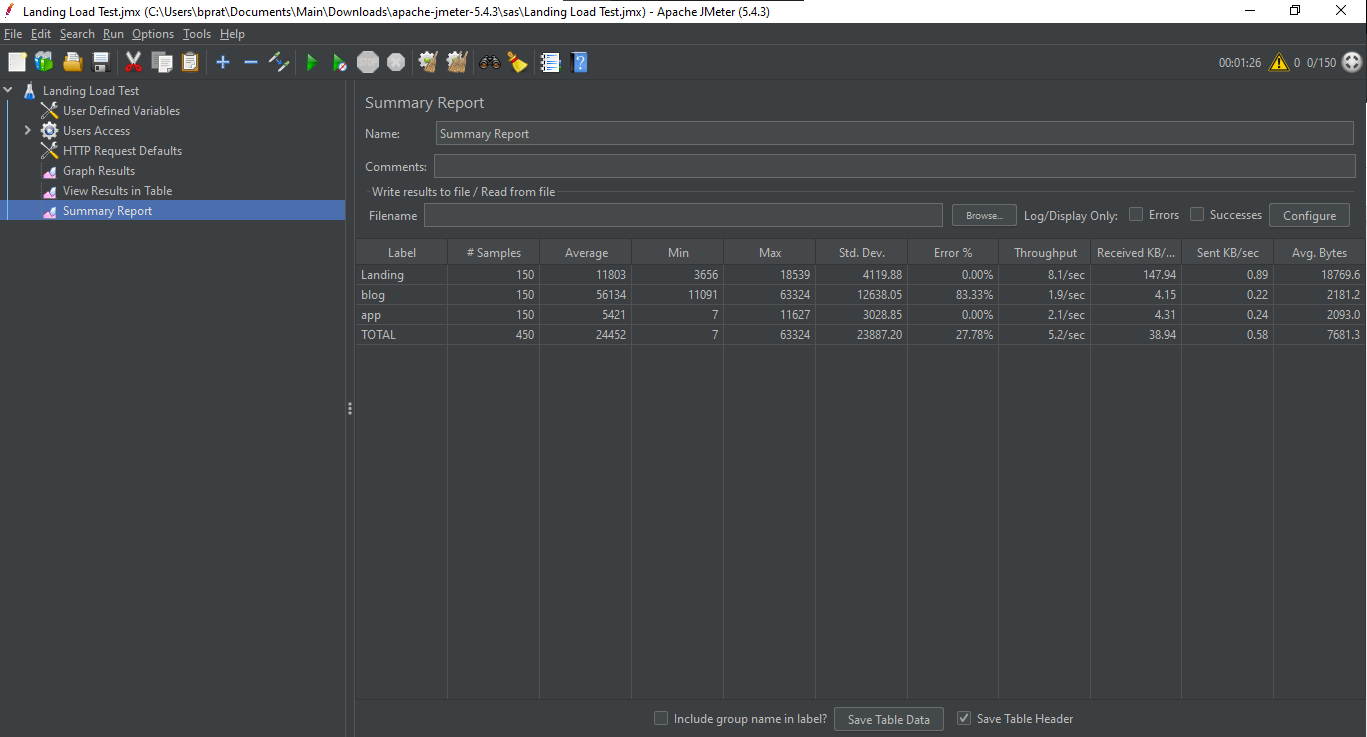 Landing Load Test.jmx (C:\Users\bprat\Documents\Main\Downloads\apache-jmeter-5.4.3\sas\Landing Load Test.jmx) - Apache JMeter (5.4.3)
File Edit Search Run Options Tools Help
STOP 00:01:26 0 0/150
Landing Load Test
User Defined Variables
Users Access
HTTP Request Defaults
Graph Results
View Results in Table
Summary Report
Summary Report
Name: Summary Report
Comments:
Write results to file / Read from file
Filename Browse... Log/Display Only: Errors Successes Configure
Label # Samples Average Min Max Std. Dev. Error % Throughput Received KB/... Sent KB/sec Avg. Bytes
Landing 150 11803 3656 18539 4119.88 0.00% 8.1/sec 147.94 0.89 18769.6
blog 150 56134 11091 63324 12638.05 83.33% 1.9/sec 4.15 0.22 2181.2
app 150 5421 7 11627 3028.85 0.00% 2.1/sec 4.31 0.24 2093.0
TOTAL 450 24452 7 63324 23887.20 27.78% 5.2/sec 38.94 0.58 7681.3
Include group name in label? Save Table Data Save Table Header